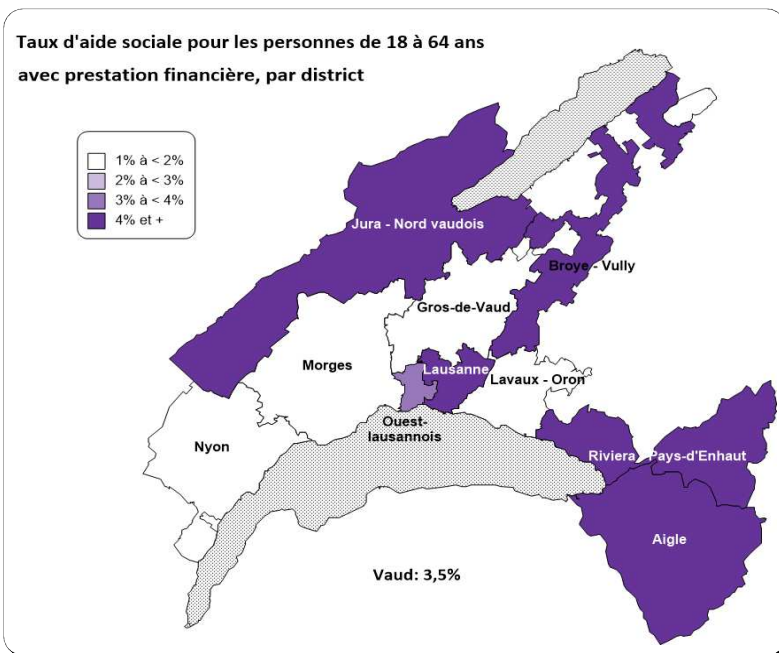 Taux d'aide sociale pour les personnes de 18 à 64 ans
avec prestation financière, par district
1% à < 2%
2% à < 3%
3% à < 4%
4% et +
Jura - Nord vaudois
Broye - Vully
Gros-de-Vaud
Morges
Lausanne
Lavaux - Oron
Ouest-
lausannois
Nyon
Riviera
Pays-d'Enhaut
Aigle
Vaud: 3,5%